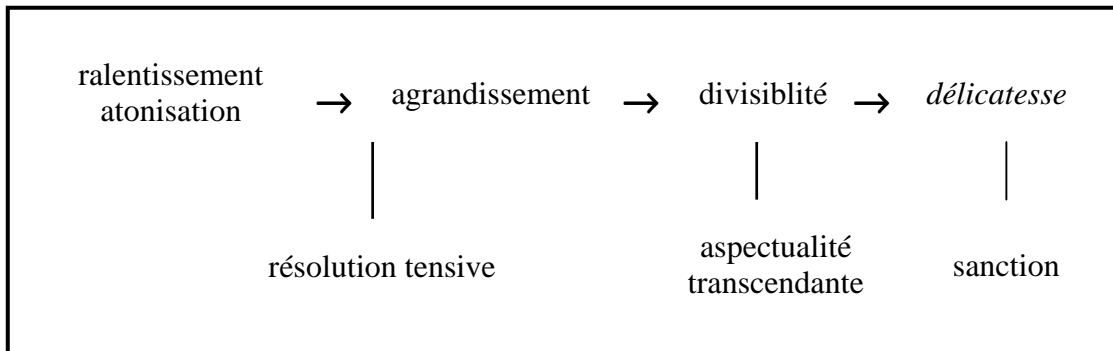 ralentissement
atonisation → agrandissement → divisiblité → délicatesse
résolution tensive
aspectualité
transcendante
sanction